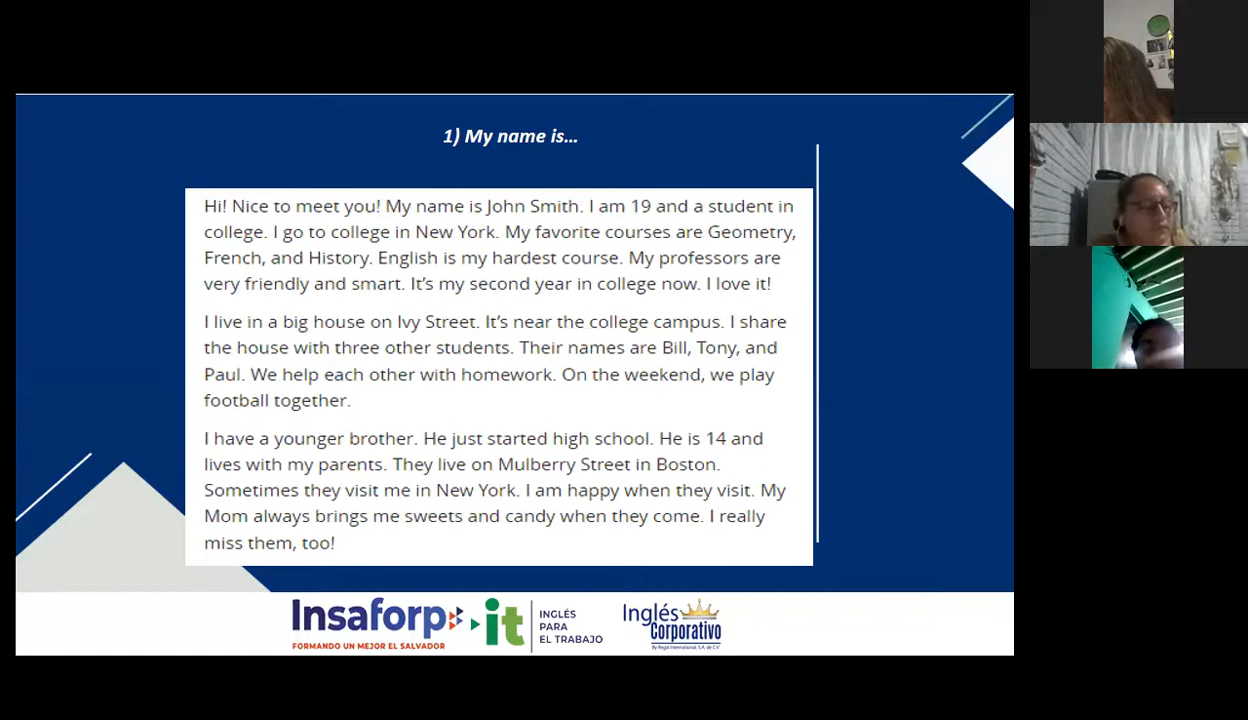 1) My name is…
Hi! Nice to meet you! My name is John Smith. I am 19 and a student in
college. I go to college in New York. My favorite courses are Geometry,
French, and History. English is my hardest course. My professors are
very friendly and smart. It’s my second year in college now. I love it!
I live in a big house on Ivy Street. It’s near the college campus. I share
the house with three other students. Their names are Bill, Tony, and
Paul. We help each other with homework. On the weekend, we play
football together.
I have a younger brother. He just started high school. He is 14 and
lives with my parents. They live on Mulberry Street in Boston.
Sometimes they visit me in New York. I am happy when they visit. My
Mom always brings me sweets and candy when they come. I really
miss them, too!
Insaforp
FORMANDO UN MEJOR EL SALVADOR
it
INGLÉS
PARA
EL TRABAJO
Inglés
Corporativo
By Regal International, S.A. de C.V.